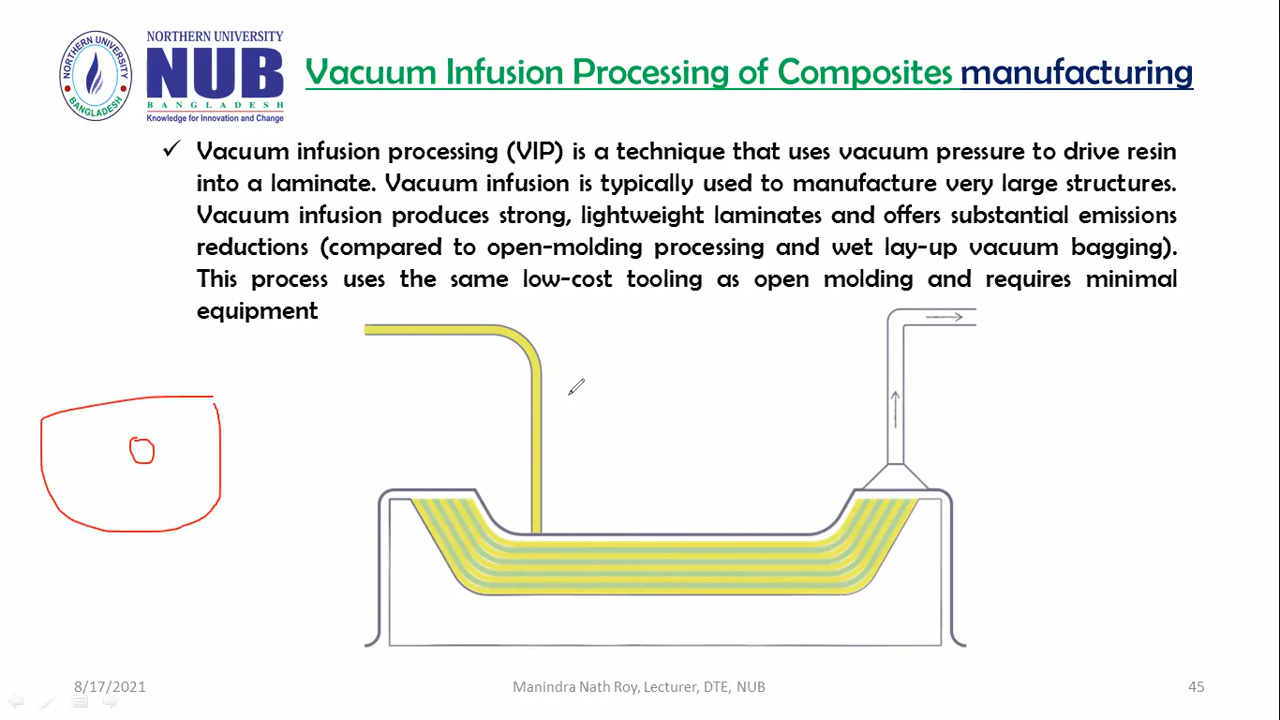 NORTHERN UNIVERSITY
BANGLADESH
NORTHERN UNIVERSITY
NUB
BANGLADESH
Knowledge for Innovation and Change
Vacuum Infusion Processing of Composites manufacturing
✓ Vacuum infusion processing (VIP) is a technique that uses vacuum pressure to drive resin
into a laminate. Vacuum infusion is typically used to manufacture very large structures.
Vacuum infusion produces strong, lightweight laminates and offers substantial emissions
reductions (compared to open-molding processing and wet lay-up vacuum bagging).
This process uses the same low-cost tooling as open molding and requires minimal
equipment
8/17/2021
Manindra Nath Roy, Lecturer, DTE, NUB
45